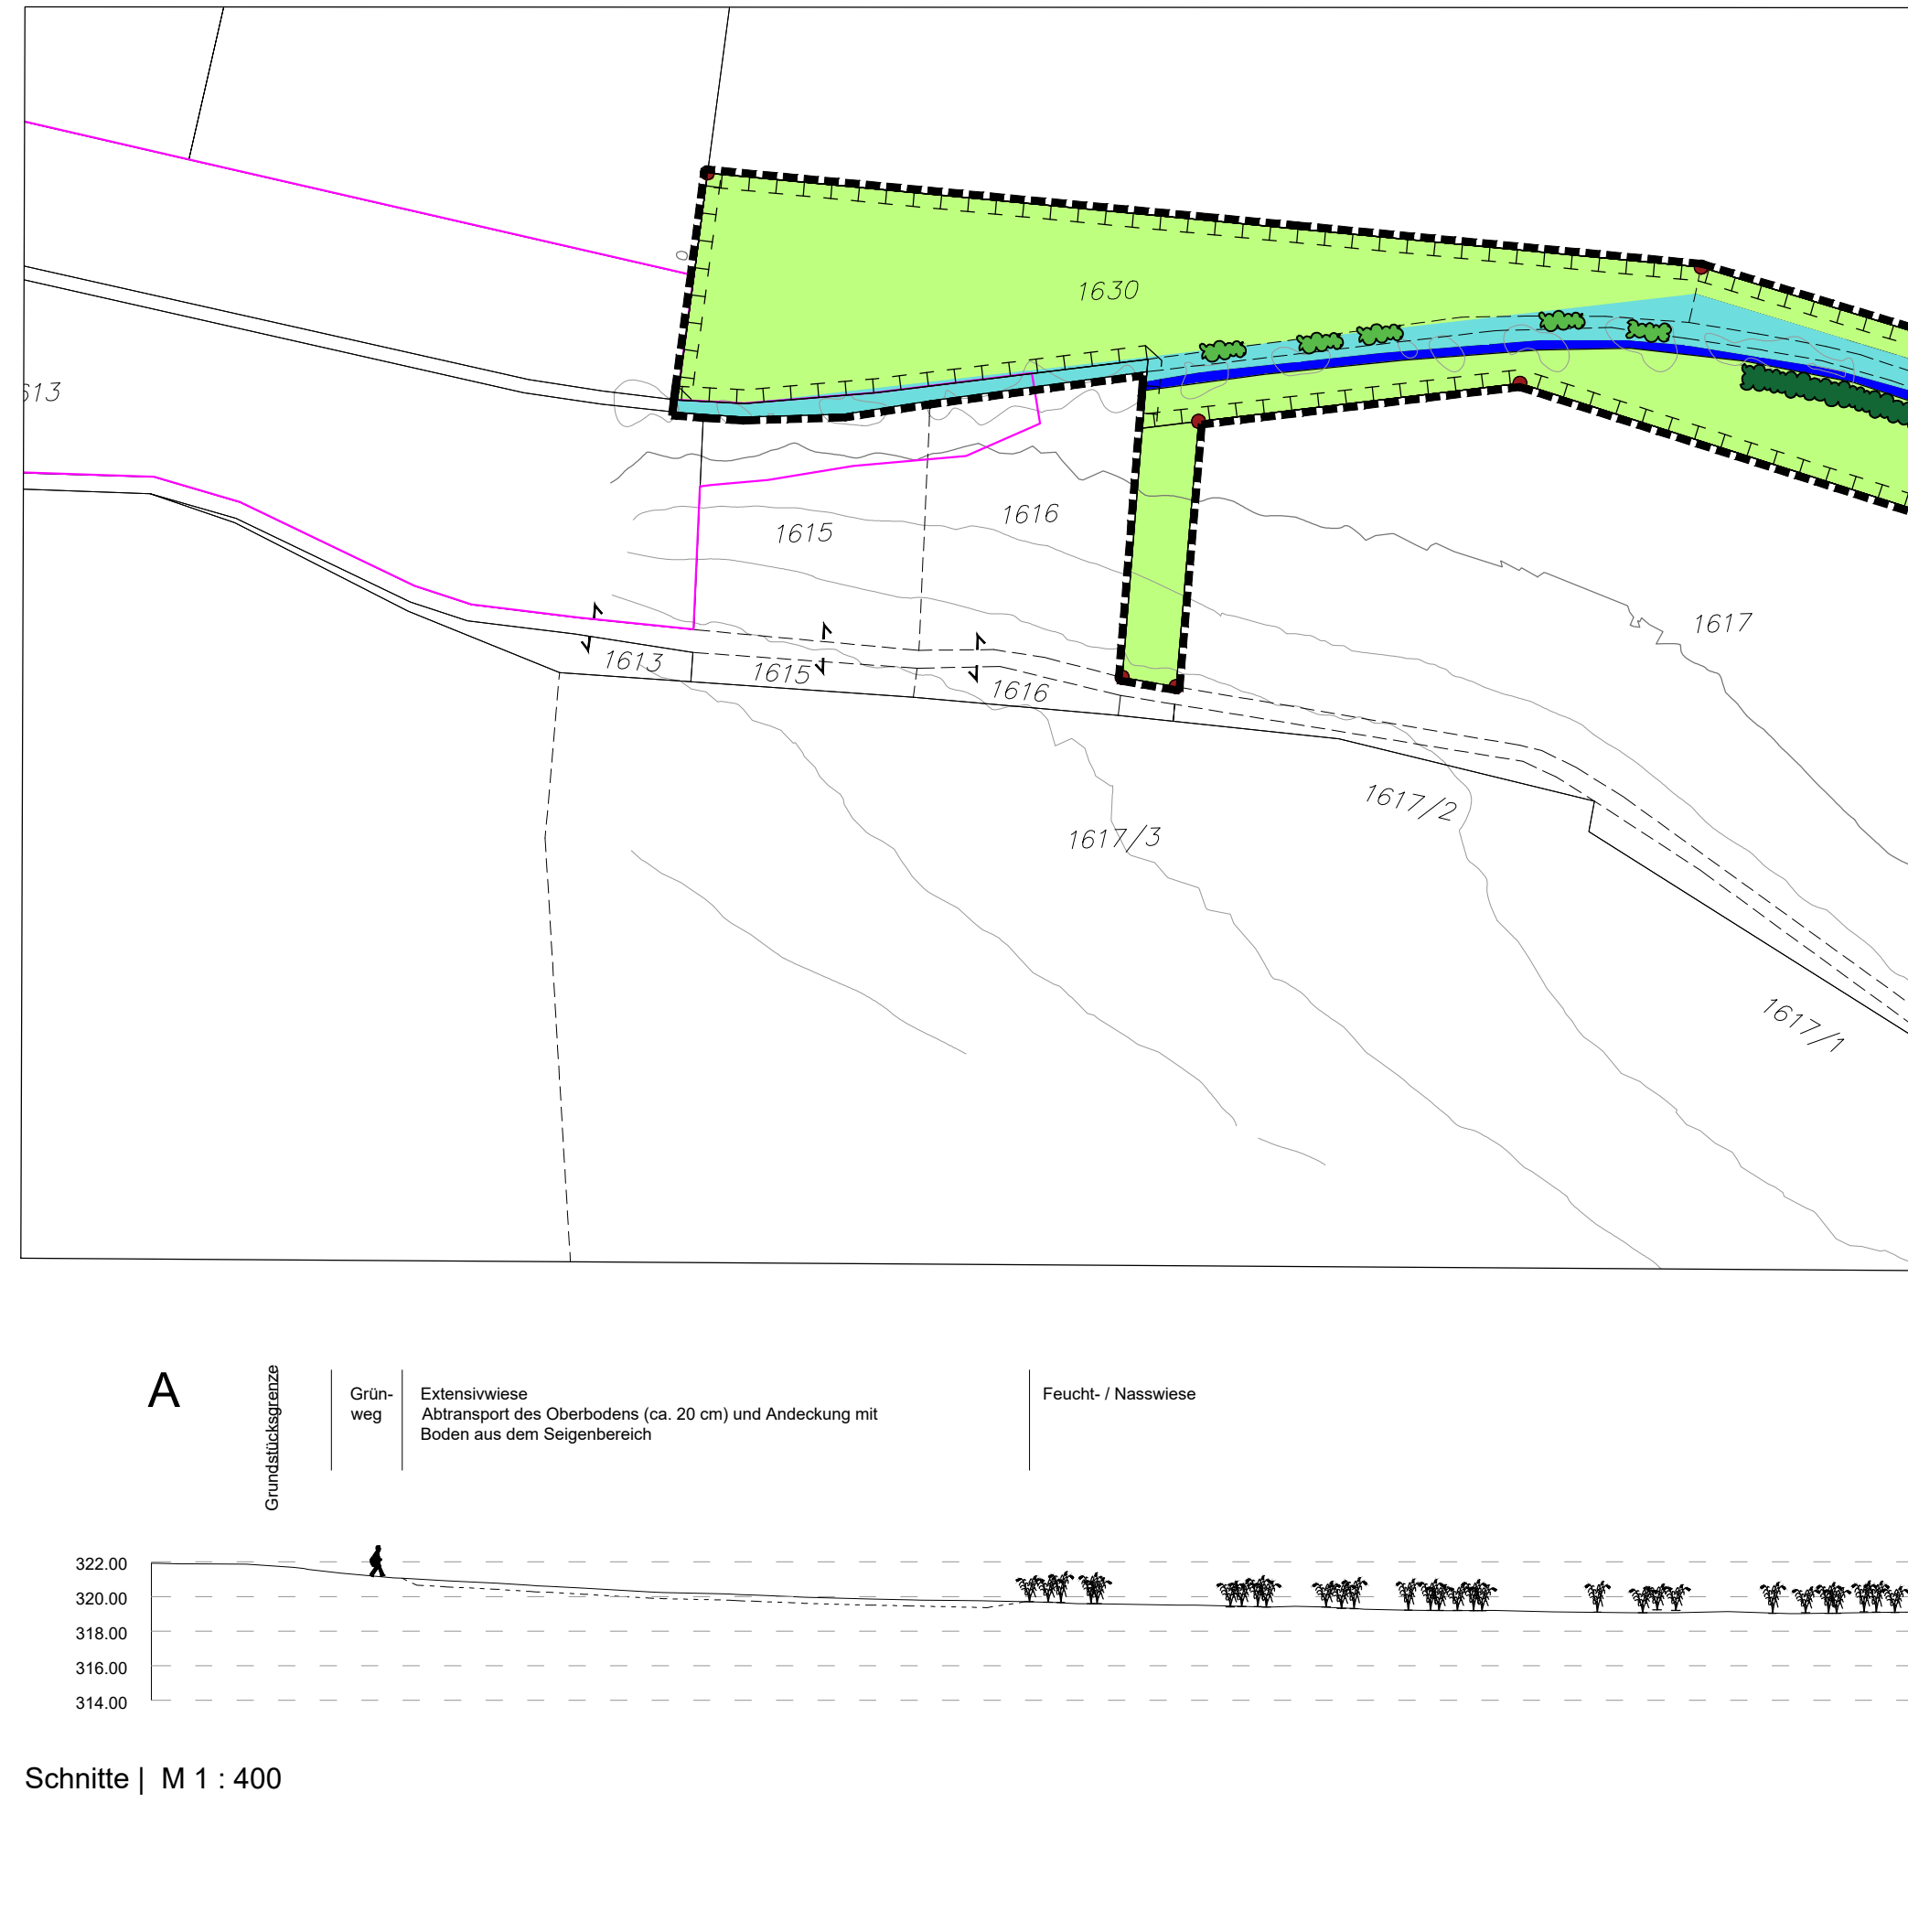 1630
613
1615
1616
1617
1613
1615
1616
1617/2
1617/3
1617/1
A
Grundstücksgrenze
Grün-
weg
Extensivwiese
Abtransport des Oberbodens (ca. 20 cm) und Andeckung mit
Boden aus dem Seigenbereich
Feucht- / Nasswiese
322.00
320.00
318.00
316.00
314.00
Schnitte | M 1 : 400